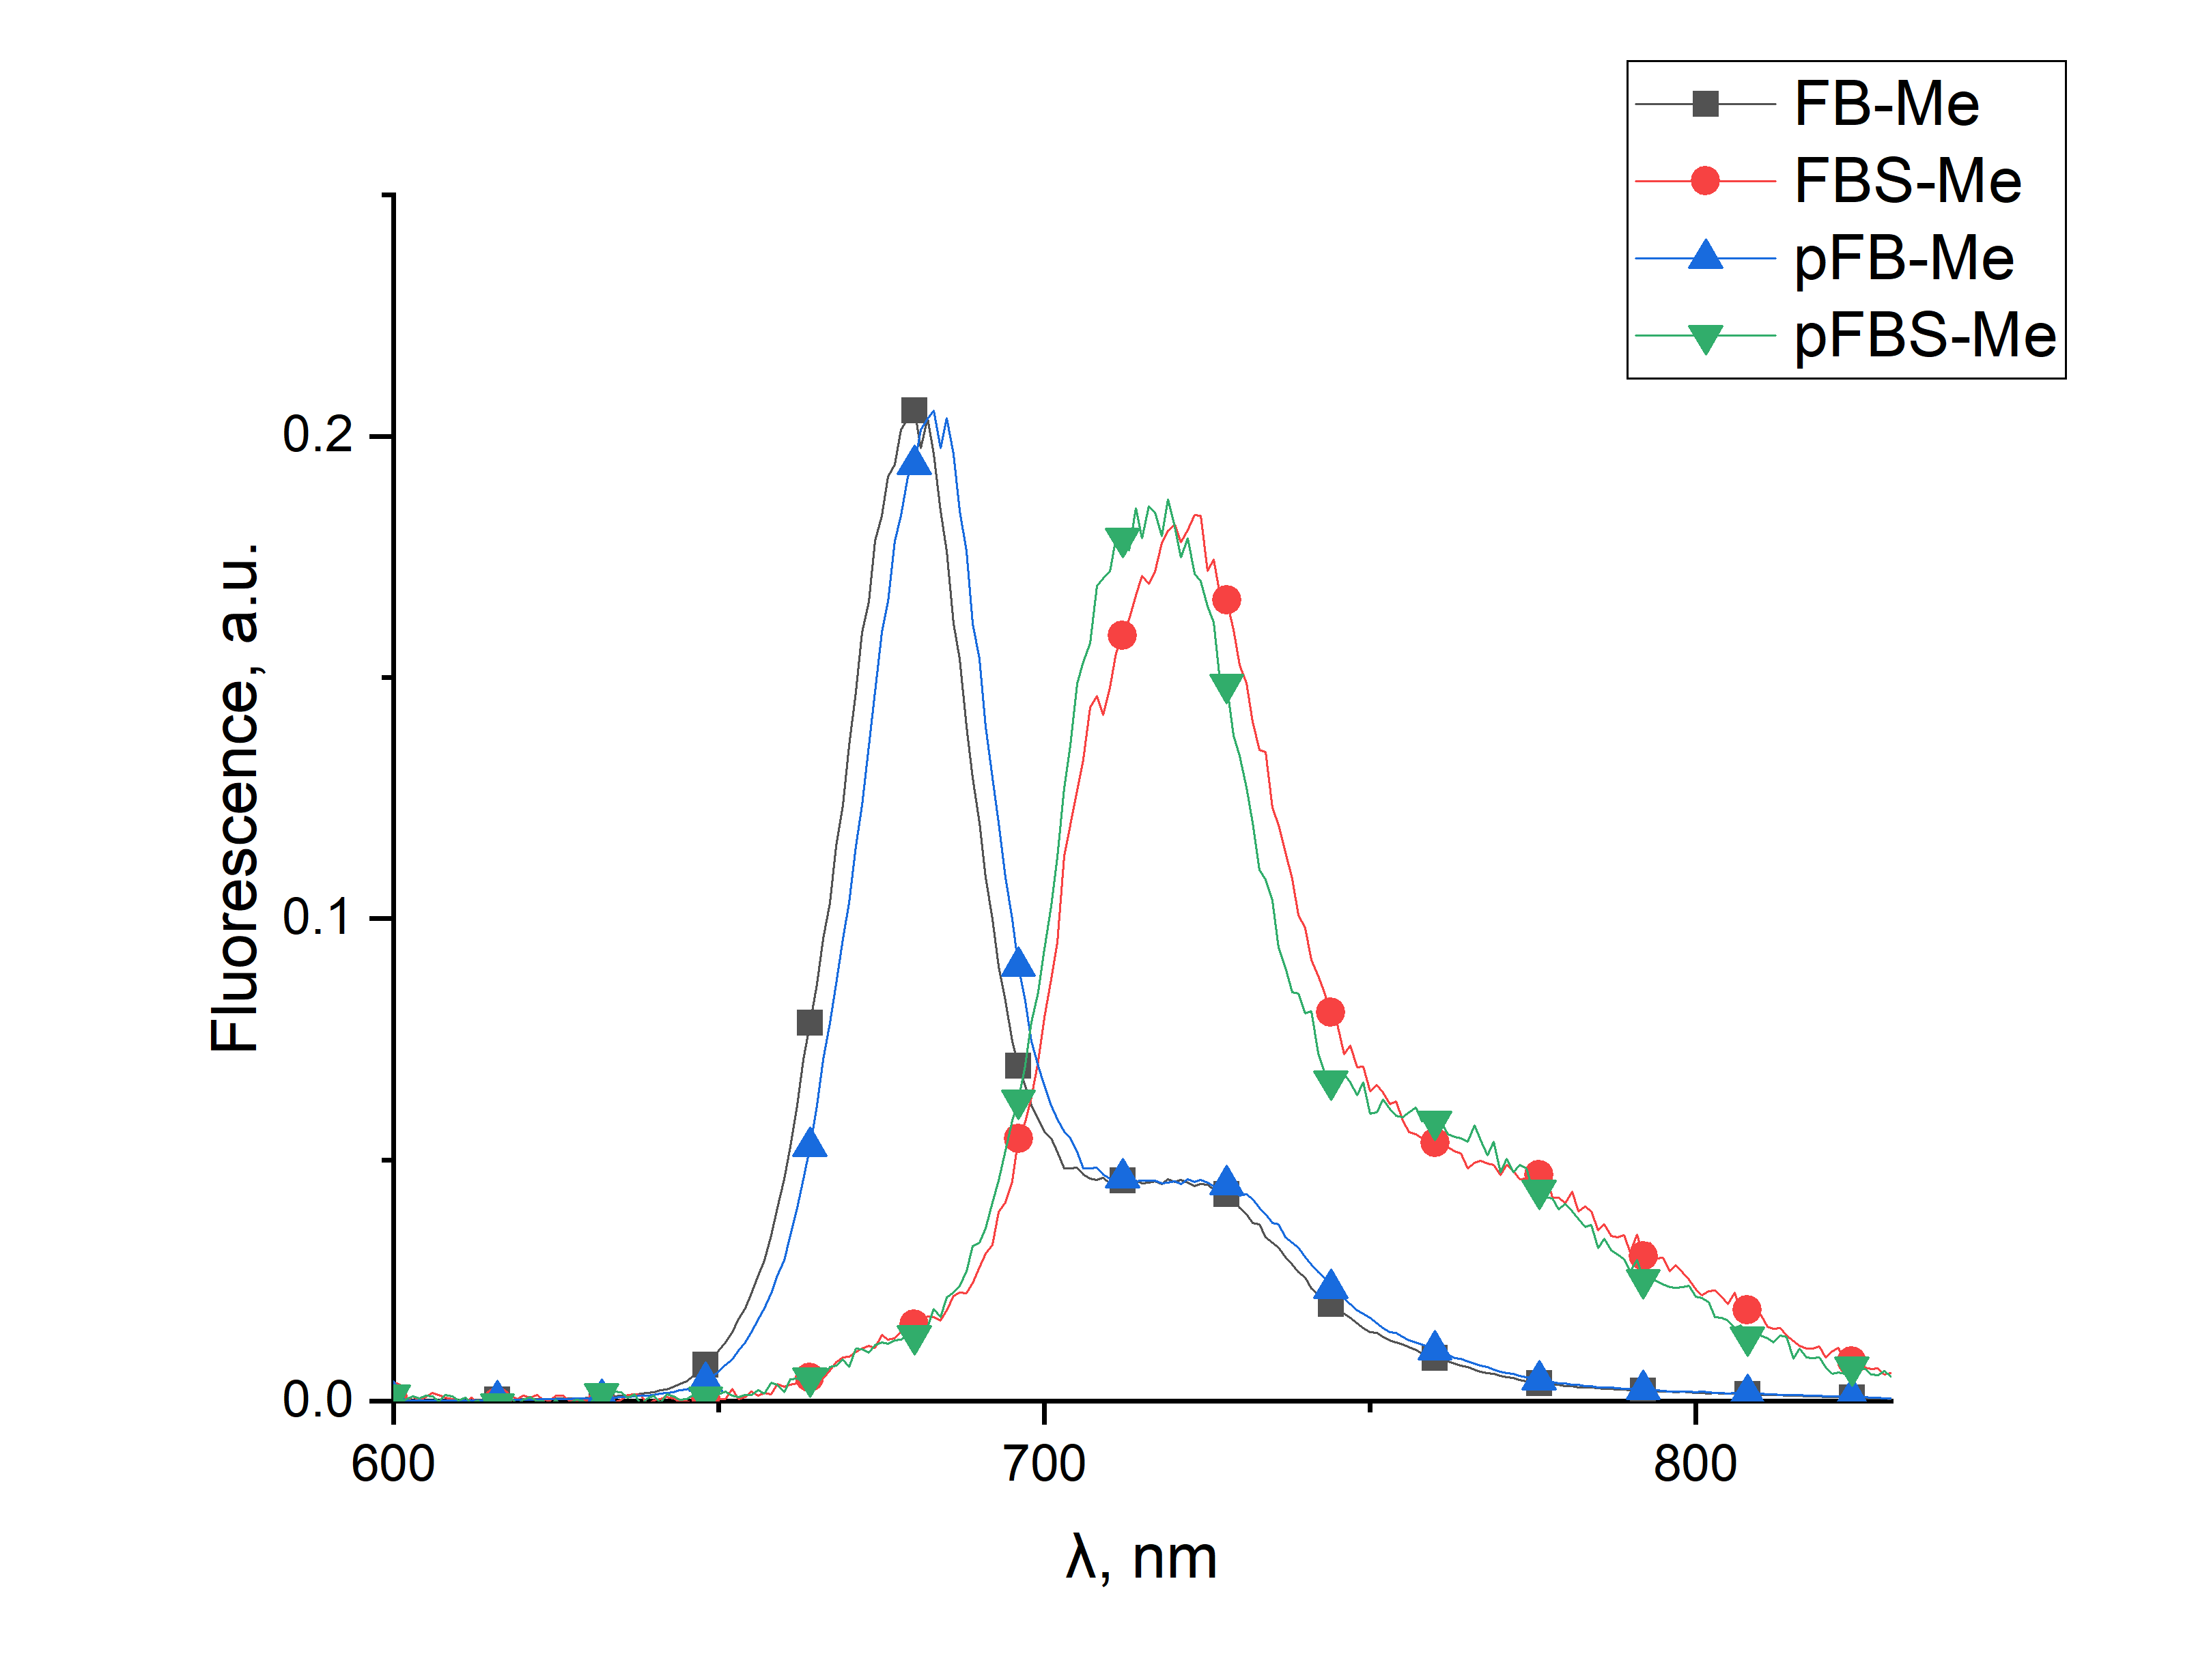 FB-Me
FBS-Me
pFB-Me
pFBS-Me
Fluorescence, a.u.
0.2
0.1
0.0
600
700
800
λ, nm